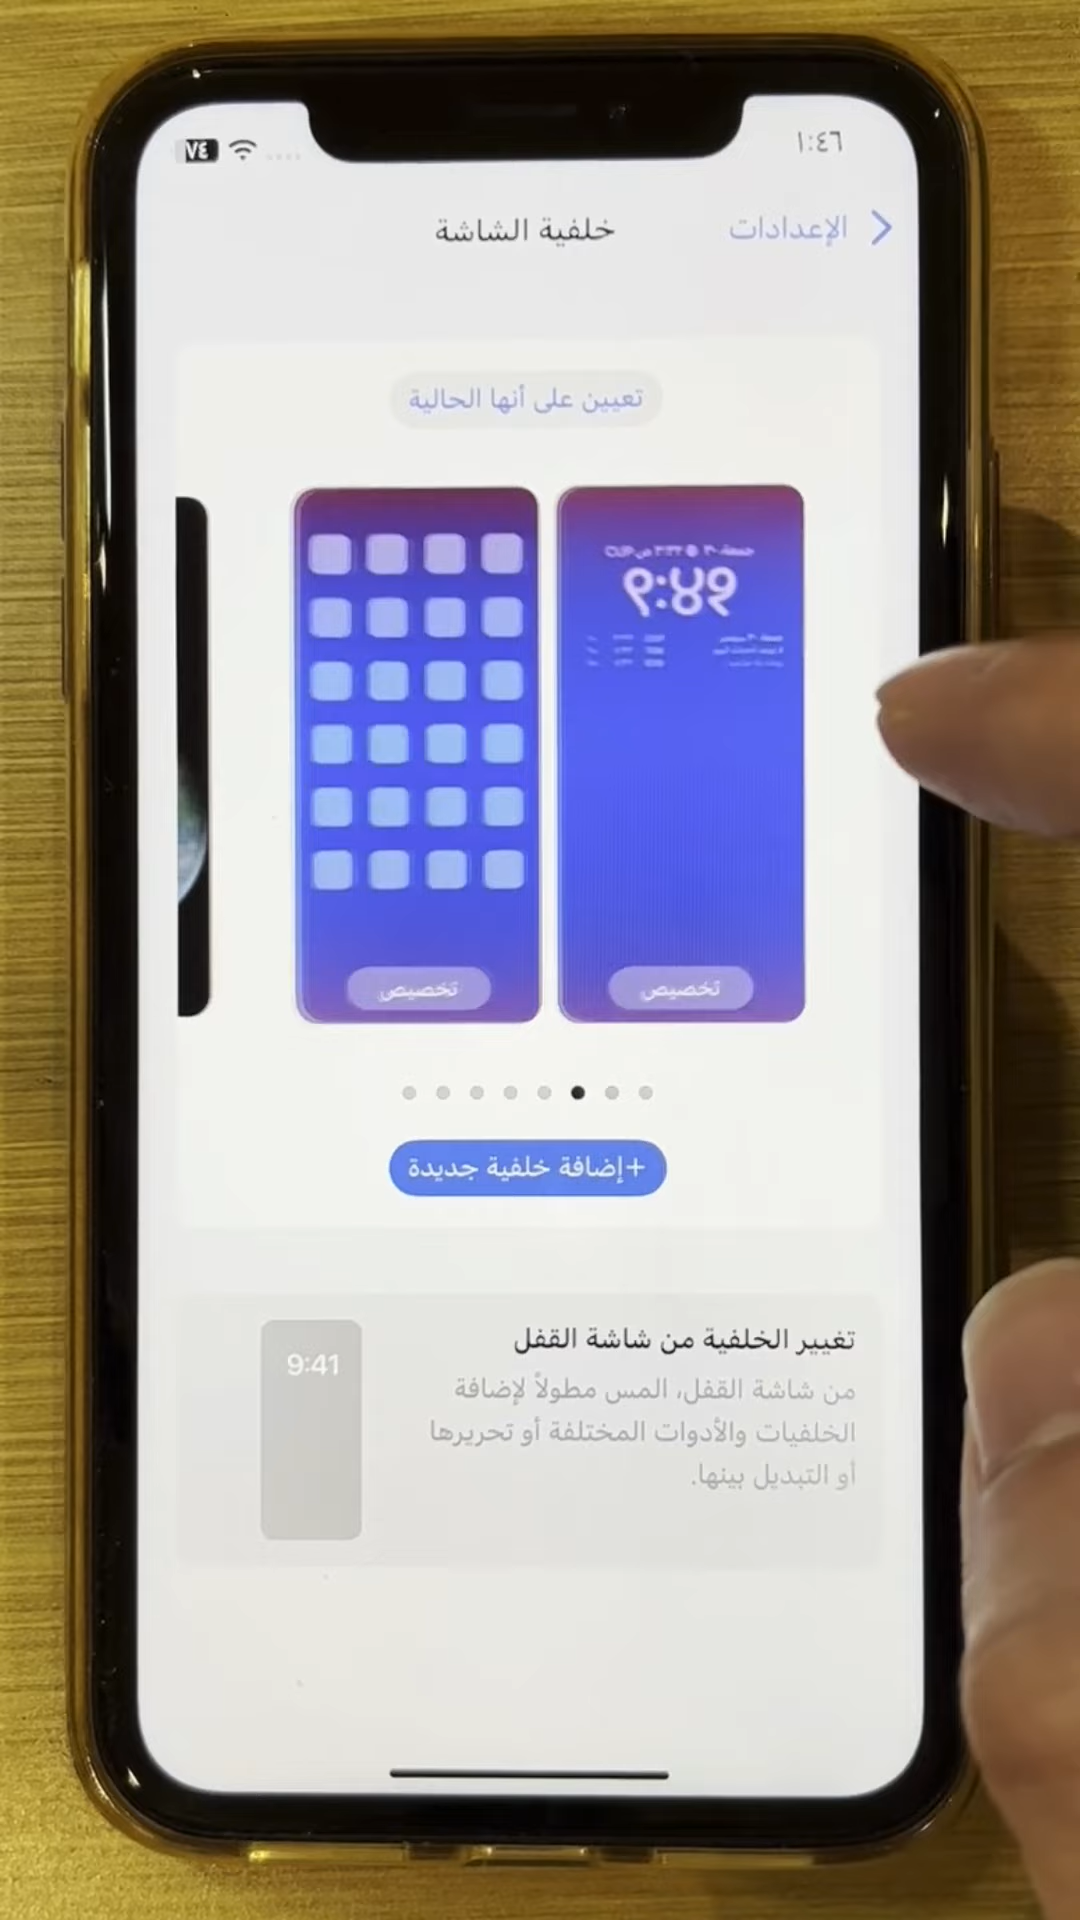 ١:٤٦
٧٤
الإعدادات
خلفية الشاشة
تعيين على أنها الحالية
٩:٤١
تخصيص
تخصيص
+إضافة خلفية جديدة
تغيير الخلفية من شاشة القفل
من شاشة القفل، المس مطولاً لإضافة
الخلفيات والأدوات المختلفة أو تحريرها
أو التبديل بينها.
9:41